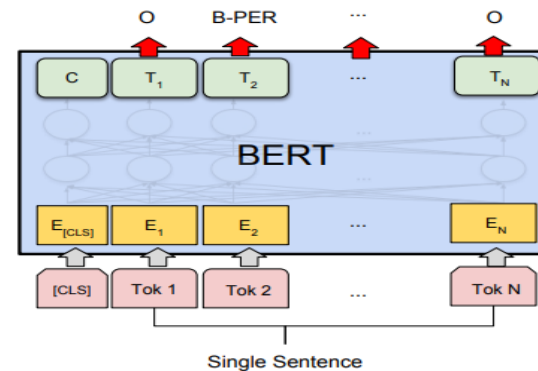 O B-PER ... O
C T1 T2 ... TN
...
BERT
...
E[CLS] E1 E2 ... EN
[CLS] Tok 1 Tok 2 ... Tok N
Single Sentence